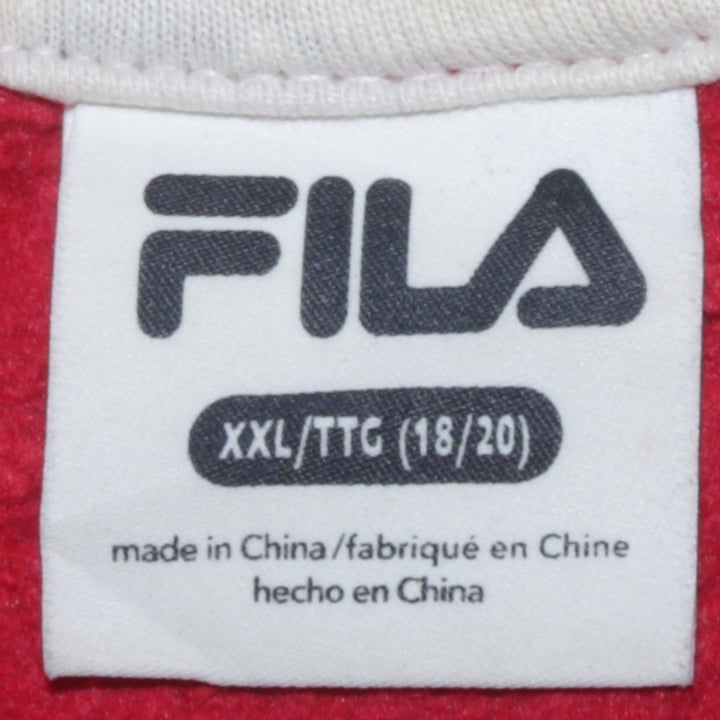 FILA
XXL/TTG (18/20)
made in China/fabriqué en Chine
hecho en China